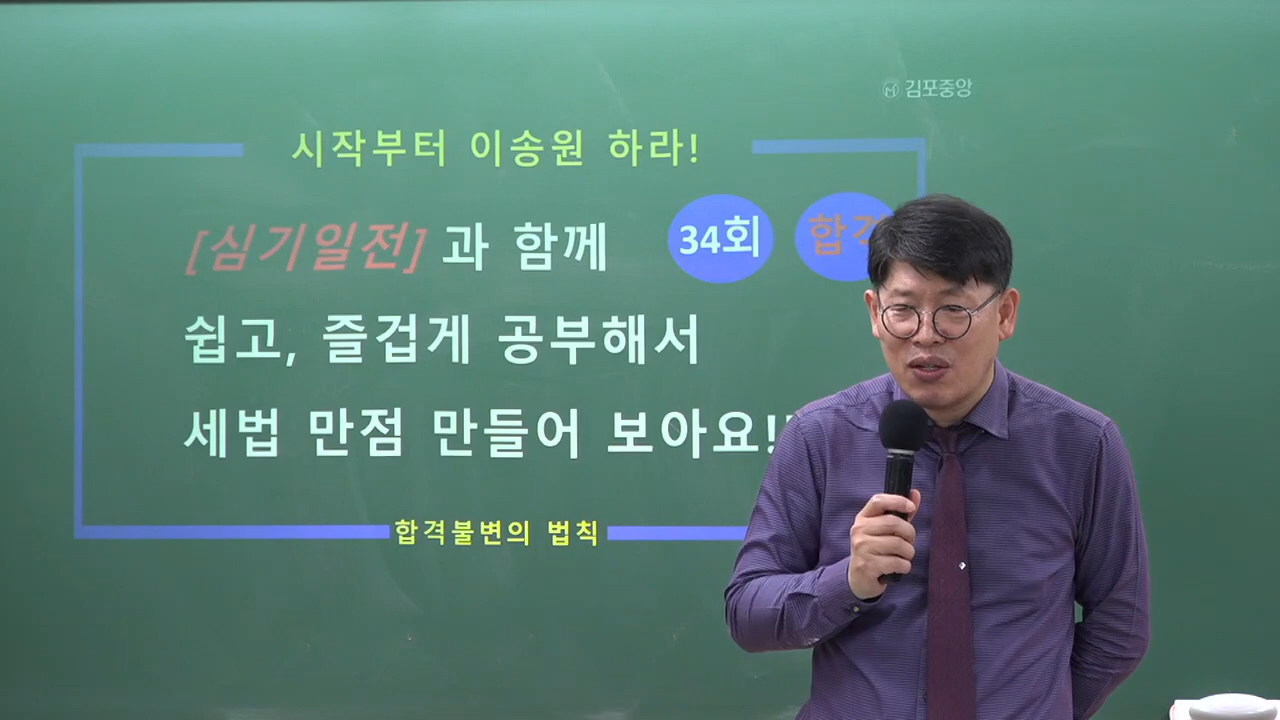 김포중앙
시작부터 이송원 하라!
[심기일전] 과 함께 34회
쉽고, 즐겁게 공부해서
세법 만점 만들어 보아요!
합격불변의 법칙